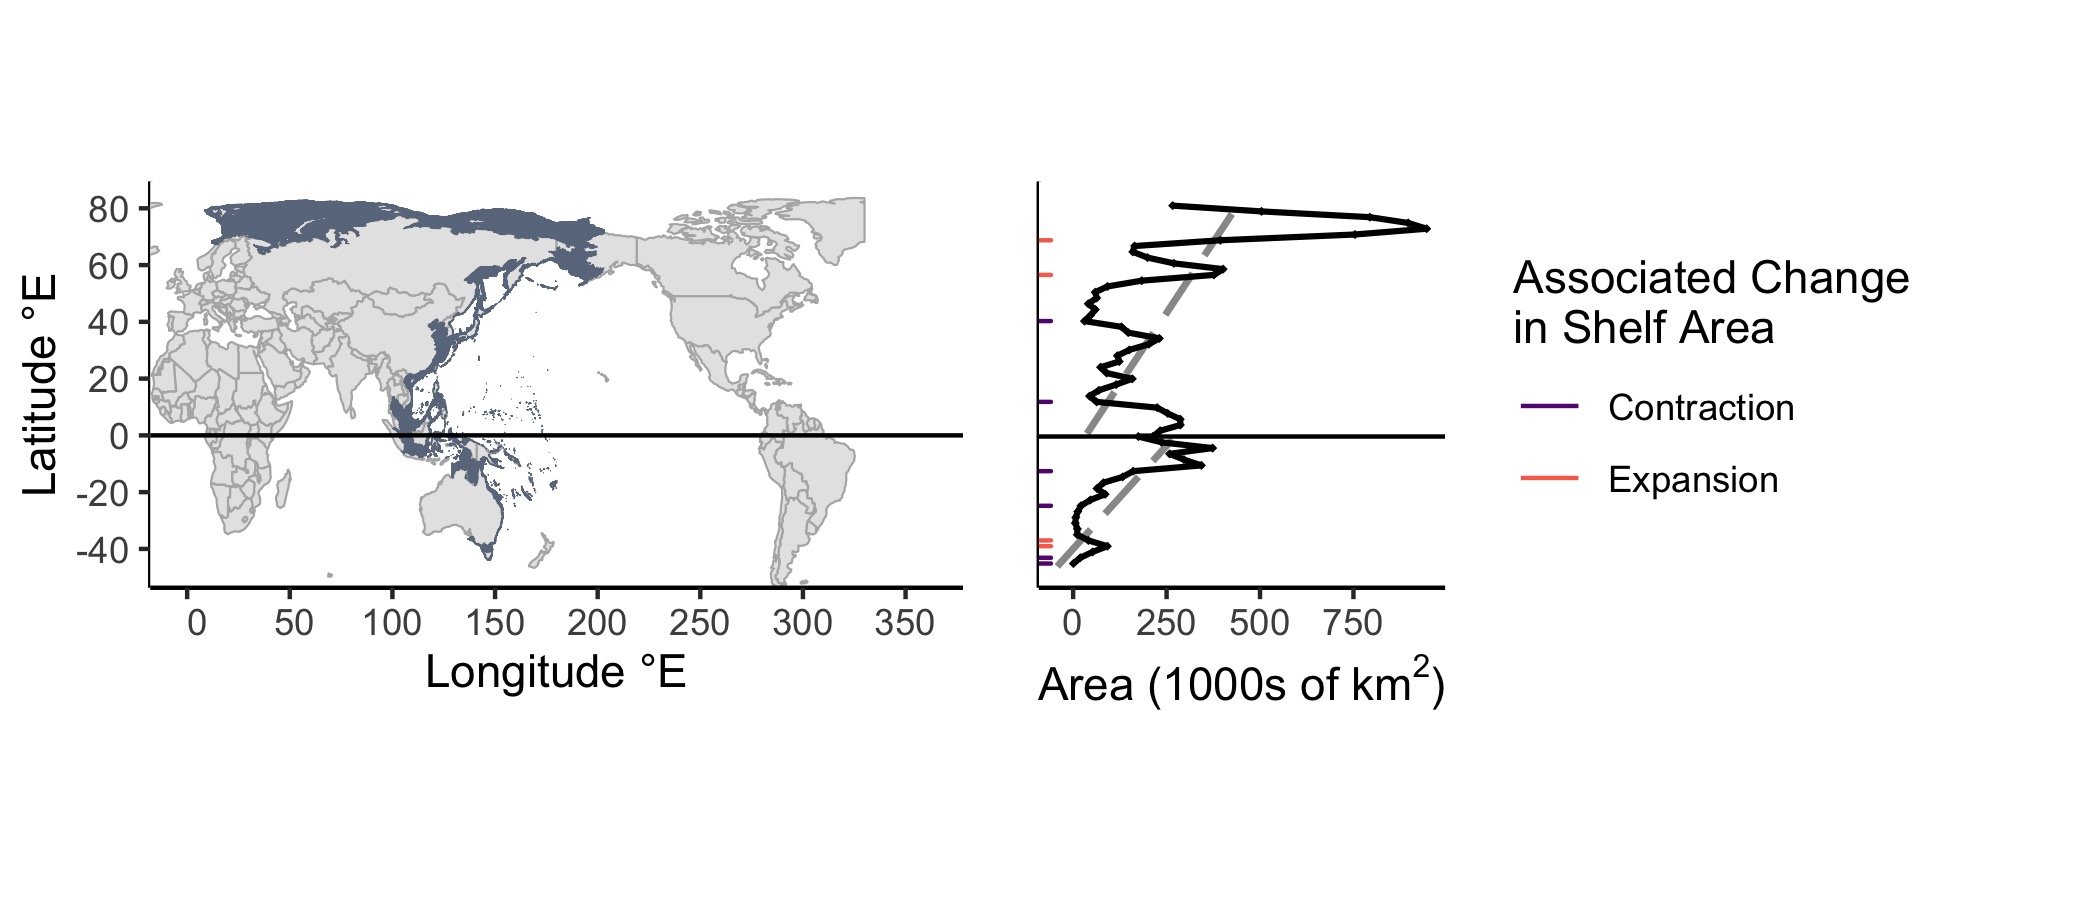 Latitude °E
80
60
40
20
0
-20
-40
0 50 100 150 200 250 300 350
Longitude °E
0 250 500 750
Area (1000s of km²)
Associated Change
in Shelf Area
Contraction
Expansion